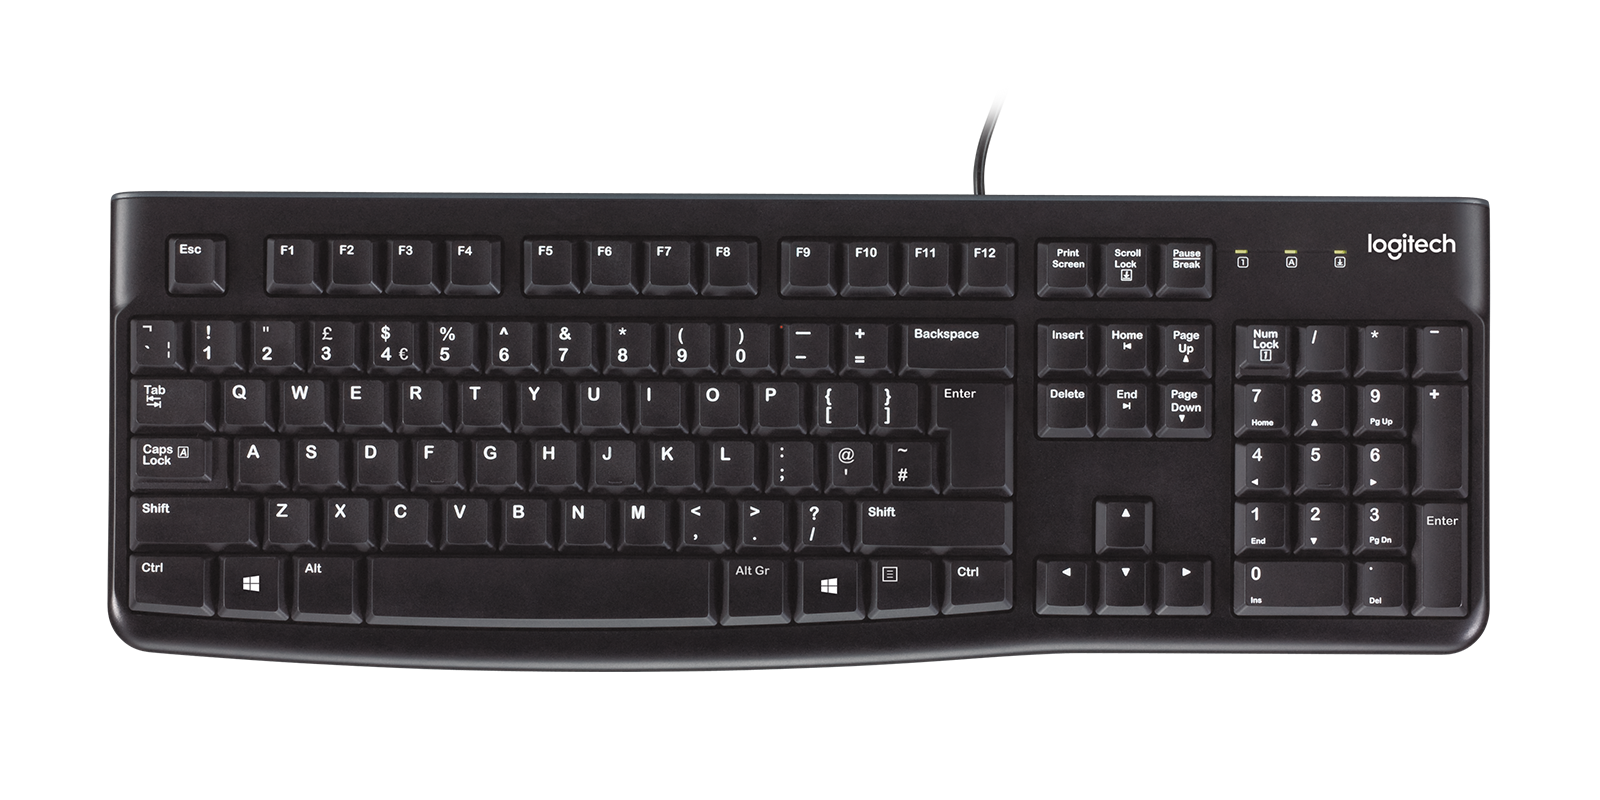 logitech
Esc F1 F2 F3 F4 F5 F6 F7 F8 F9 F10 F11 F12 Print Screen Scroll Lock Pause Break 1 A
¬ ! " £ $ % ^ & * ( ) — + Backspace Insert Home Page Up Num Lock 1 / * -
` ¦ 1 2 3 4 € 5 6 7 8 9 0 - =
Tab Q W E R T Y U I O P { [ } ] Enter Delete End Page Down 7 Home 8 9 Pg Up +
Caps Lock A A S D F G H J K L : ; @ ' ~ # 4 5 6
Shift Z X C V B N M < , > . ? / Shift 1 End 2 3 Pg Dn Enter
Ctrl Alt Alt Gr Ctrl 0 Ins . Del